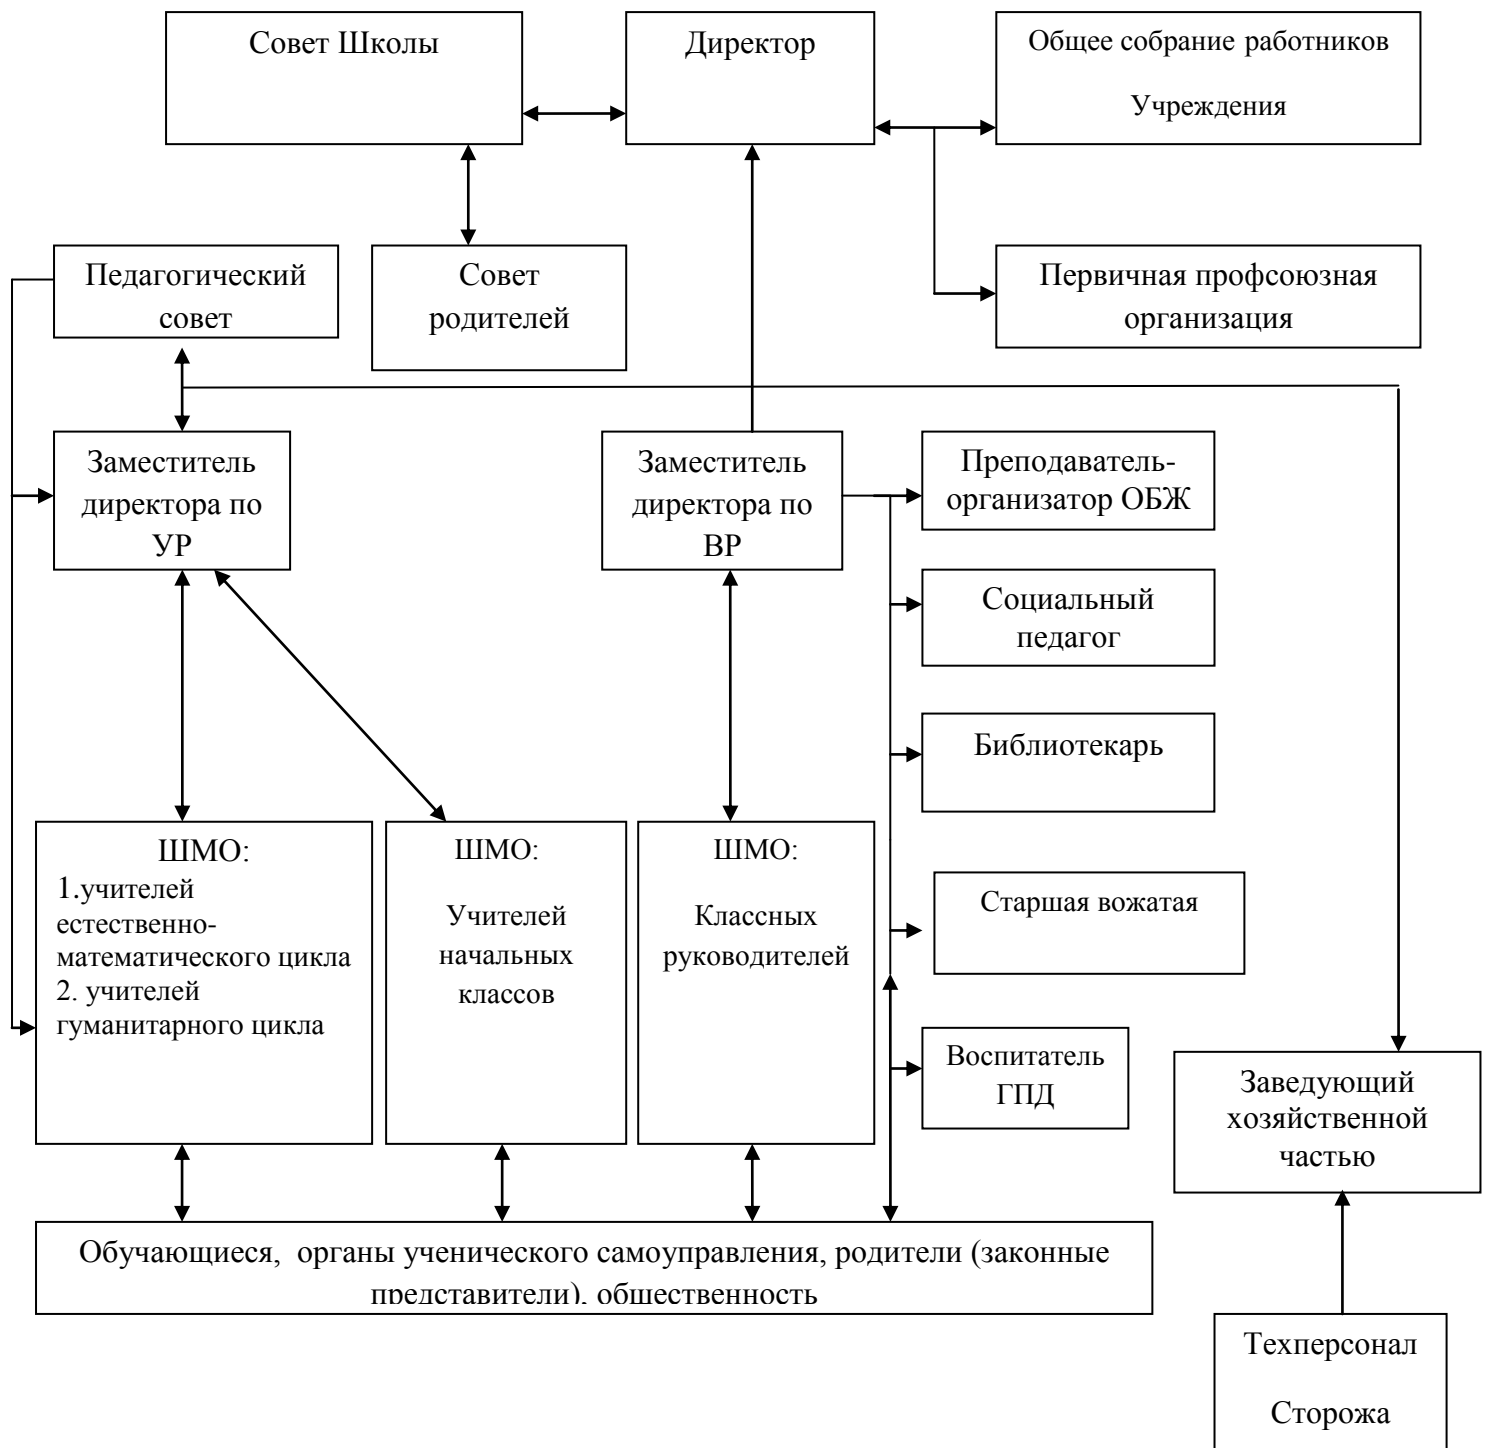 Совет Школы
Директор
Общее собрание работников
Учреждения
Педагогический
совет
Совет
родителей
Первичная профсоюзная
организация
Заместитель
директора по
УР
Заместитель
директора по
ВР
Преподаватель-
организатор ОБЖ
Социальный
педагог
Библиотекарь
ШМО:
1.учителей
естественно-
математического цикла
2. учителей
гуманитарного цикла
ШМО:
Учителей
начальных
классов
ШМО:
Классных
руководителей
Старшая вожатая
Воспитатель
ГПД
Заведующий
хозяйственной
частью
Обучающиеся, органы ученического самоуправления, родители (законные
представители), общественность
Техперсонал
Сторожа